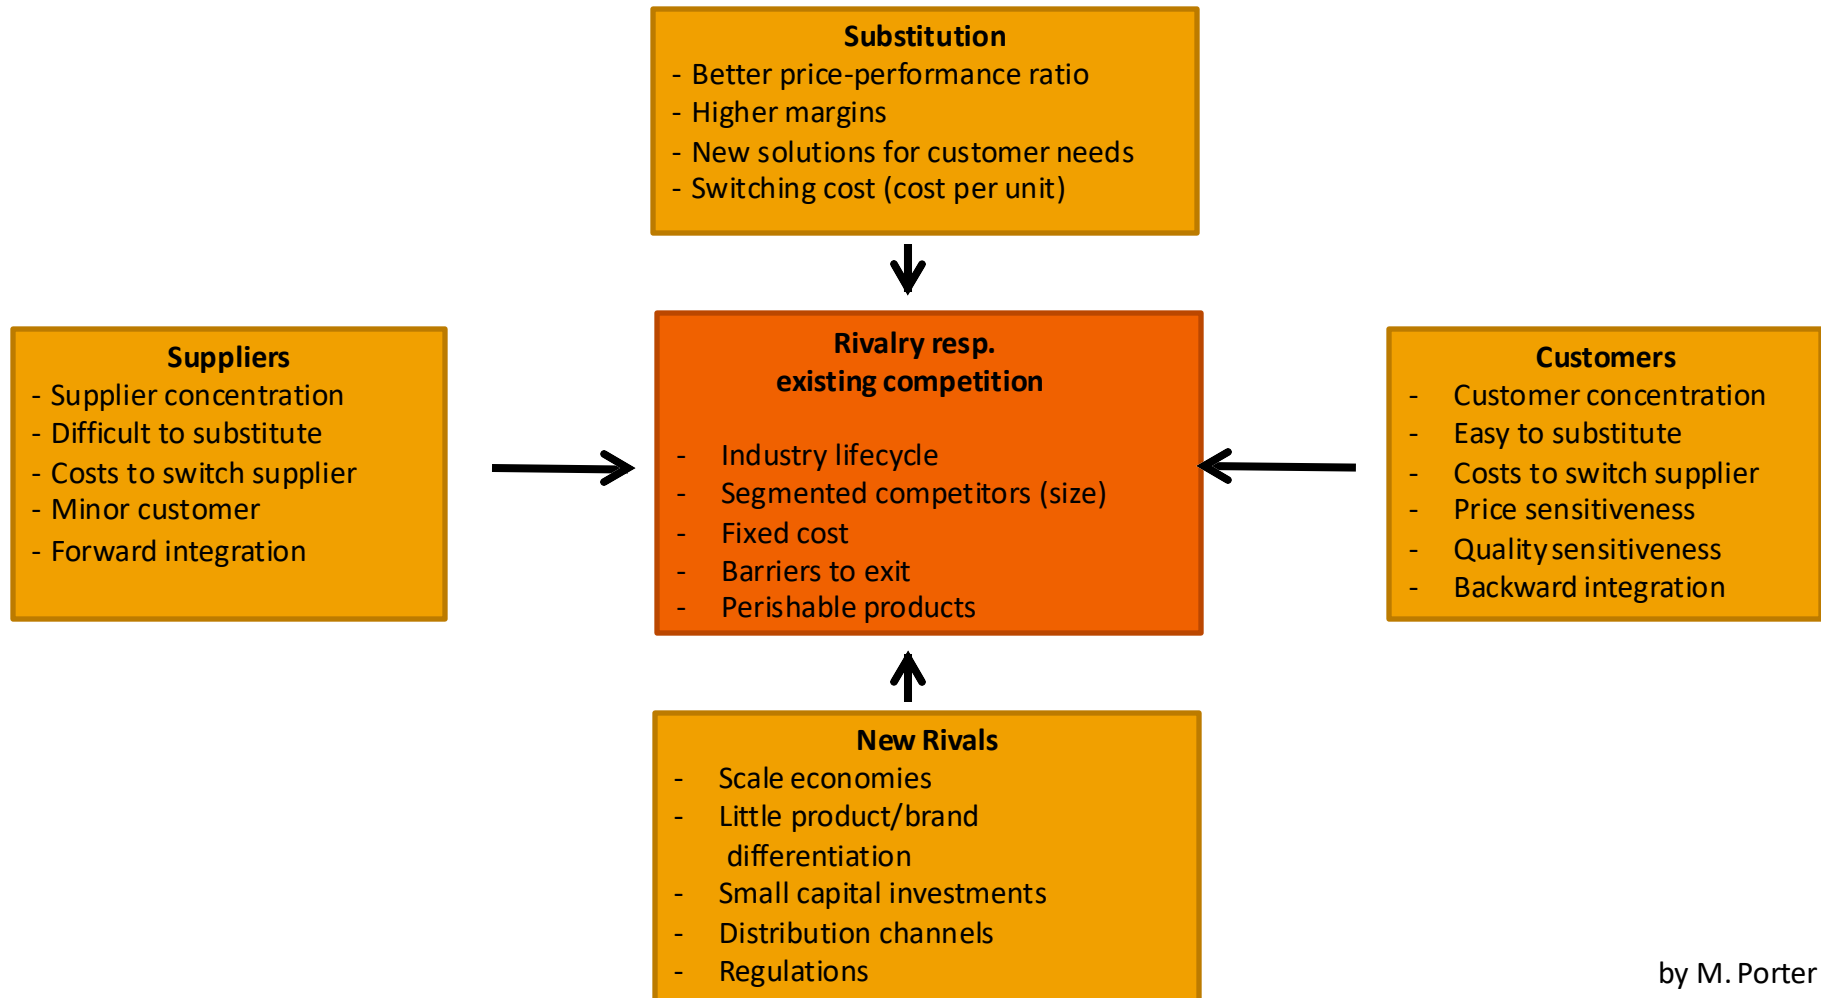 Substitution
- Better price-performance ratio
- Higher margins
- New solutions for customer needs
- Switching cost (cost per unit)
Suppliers
- Supplier concentration
- Difficult to substitute
- Costs to switch supplier
- Minor customer
- Forward integration
Rivalry resp.
existing competition
- Industry lifecycle
- Segmented competitors (size)
- Fixed cost
- Barriers to exit
- Perishable products
Customers
- Customer concentration
- Easy to substitute
- Costs to switch supplier
- Price sensitiveness
- Quality sensitiveness
- Backward integration
New Rivals
- Scale economies
- Little product/brand
differentiation
- Small capital investments
- Distribution channels
- Regulations
by M. Porter